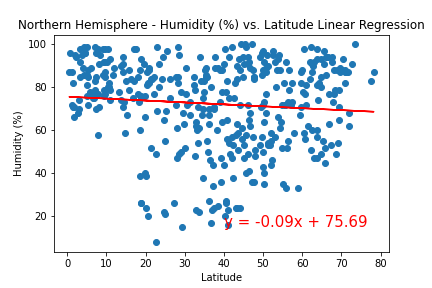 Northern Hemisphere - Humidity (%) vs. Latitude Linear Regression
100
80
60
40
20
Humidity (%)
y = -0.09x + 75.69
0 10 20 30 40 50 60 70 80
Latitude